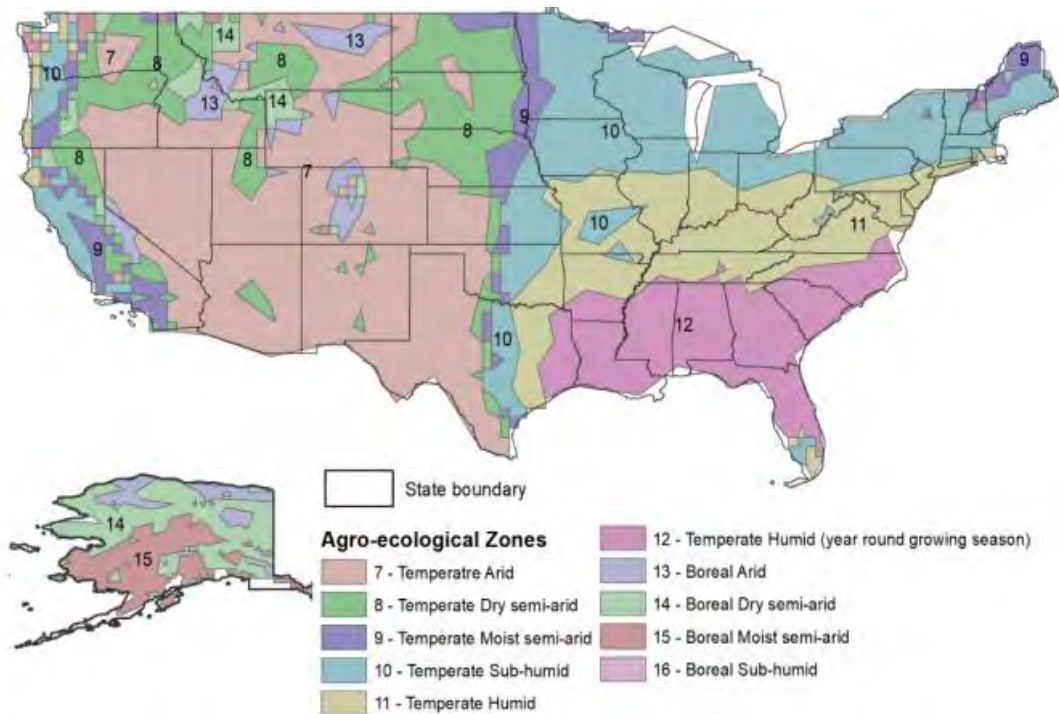 10
7
8
14
13
9
13
8
14
8
9
10
8
8
7
10
11
9
12
10
14
15
State boundary
Agro-ecological Zones
7 - Temperatre Arid
8 - Temperate Dry semi-arid
9 - Temperate Moist semi-arid
10 - Temperate Sub-humid
11 - Temperate Humid
12 - Temperate Humid (year round growing season)
13 - Boreal Arid
14 - Boreal Dry semi-arid
15 - Boreal Moist semi-arid
16 - Boreal Sub-humid